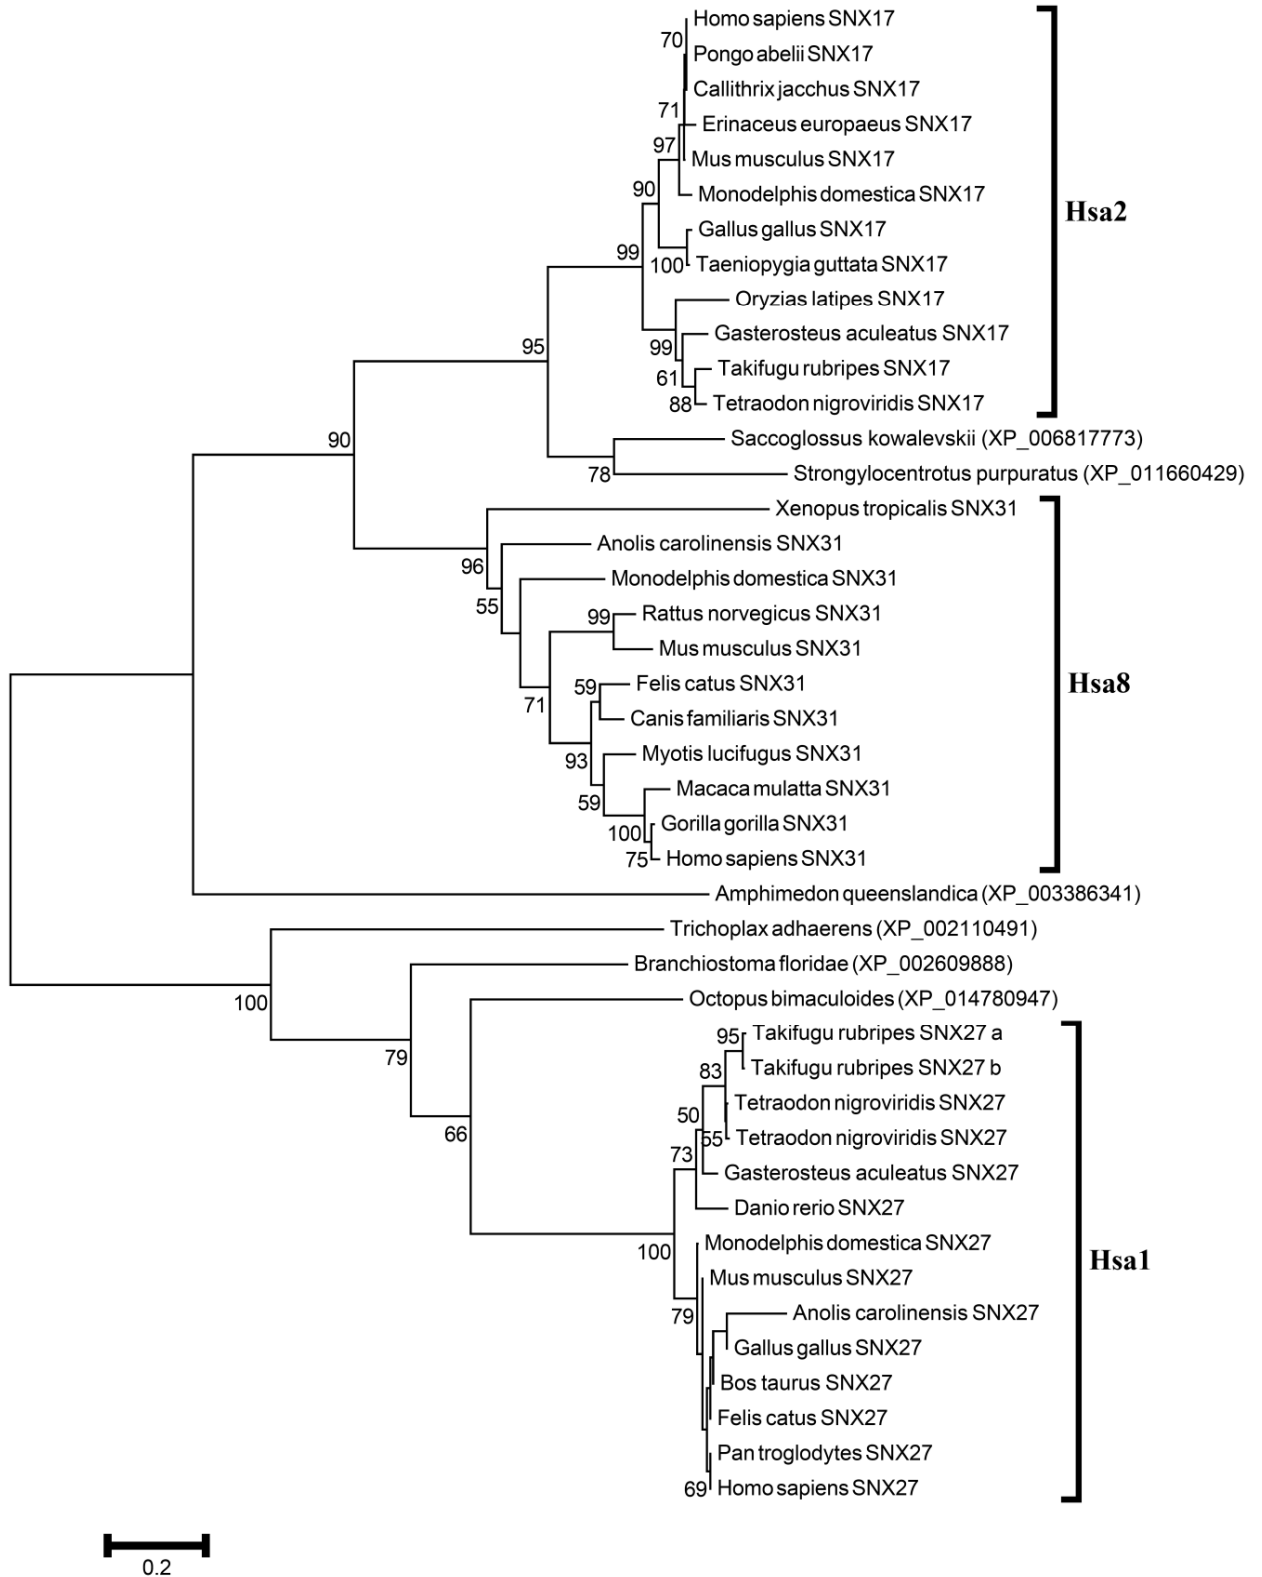 Homo sapiens SNX17
70
Pongo abelii SNX17
Callithrix jacchus SNX17
71
Erinaceus europaeus SNX17
97
Mus musculus SNX17
90
Monodelphis domestica SNX17
Hsa2
Gallus gallus SNX17
99
100
Taeniopygia guttata SNX17
Oryzias latipes SNX17
Gasterosteus aculeatus SNX17
95
99
Takifugu rubripes SNX17
61
88
Tetraodon nigroviridis SNX17
90
Saccoglossus kowalevskii (XP_006817773)
78
Strongylocentrotus purpuratus (XP_011660429)
Xenopus tropicalis SNX31
Anolis carolinensis SNX31
96
Monodelphis domestica SNX31
55
99
Rattus norvegicus SNX31
Mus musculus SNX31
59
Felis catus SNX31
Hsa8
71
Canis familiaris SNX31
Myotis lucifugus SNX31
93
Macaca mulatta SNX31
59
Gorilla gorilla SNX31
100
75
Homo sapiens SNX31
Amphimedon queenslandica (XP_003386341)
Trichoplax adhaerens (XP_002110491)
Branchiostoma floridae (XP_002609888)
Octopus bimaculoides (XP_014780947)
100
95
Takifugu rubripes SNX27 a
79
83
Takifugu rubripes SNX27 b
Tetraodon nigroviridis SNX27
50
66
55
Tetraodon nigroviridis SNX27
73
Gasterosteus aculeatus SNX27
Danio rerio SNX27
100
Monodelphis domestica SNX27
Hsa1
Mus musculus SNX27
79
Anolis carolinensis SNX27
Gallus gallus SNX27
Bos taurus SNX27
Felis catus SNX27
Pan troglodytes SNX27
69
Homo sapiens SNX27
0.2